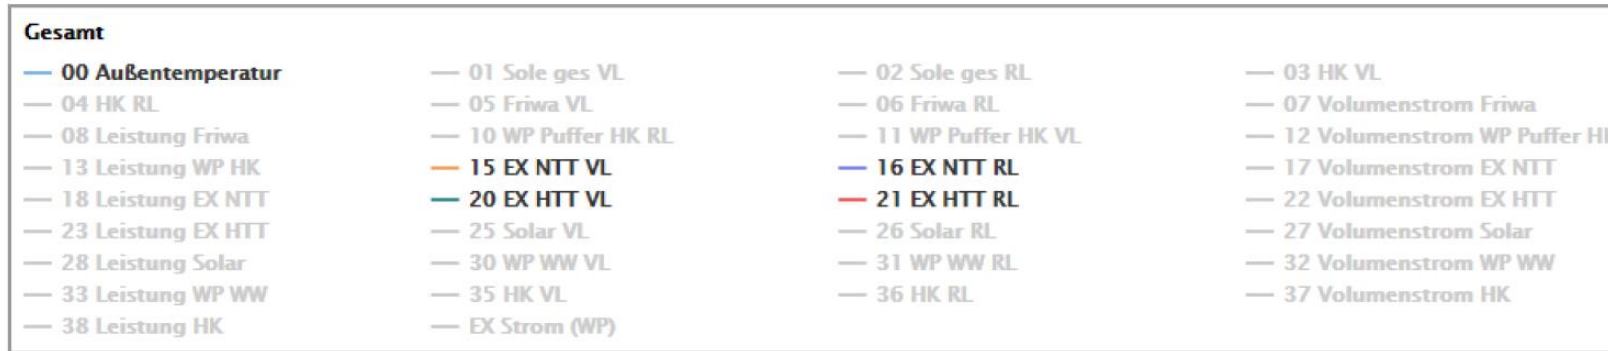 Gesamt
00 Außentemperatur 01 Sole ges VL 02 Sole ges RL 03 HK VL
04 HK RL 05 Friwa VL 06 Friwa RL 07 Volumenstrom Friwa
08 Leistung Friwa 10 WP Puffer HK RL 11 WP Puffer HK VL 12 Volumenstrom WP Puffer
13 Leistung WP HK 15 EX NTT VL 16 EX NTT RL 17 Volumenstrom EX NTT
18 Leistung EX NTT 20 EX HTT VL 21 EX HTT RL 22 Volumenstrom EX HTT
23 Leistung EX HTT 25 Solar VL 26 Solar RL 27 Volumenstrom Solar
28 Leistung Solar 30 WP WW VL 31 WP WW RL 32 Volumenstrom WP WW
33 Leistung WP WW 35 HK VL 36 HK RL 37 Volumenstrom HK
38 Leistung HK EX Strom (WP)